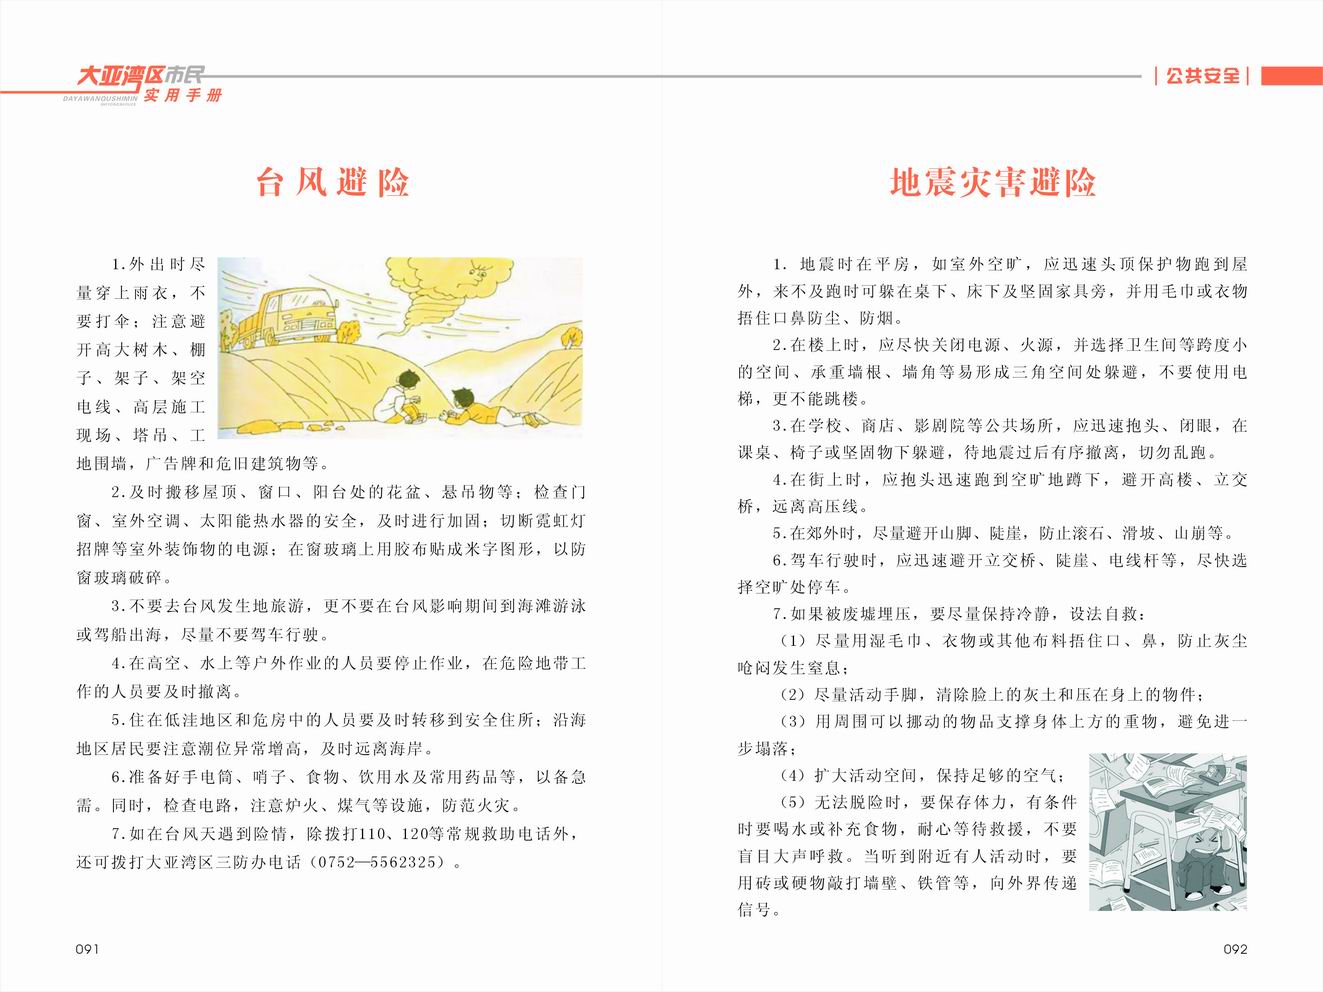 大亚湾区市民
DAYAWANQUSHIMIN
实用手册
台风避险
1.外出时尽
量穿上雨衣，不
要打伞；注意避
开高大树木、棚
子、架子、架空
电线、高层施工
现场、塔吊、工
地围墙，广告牌和危旧建筑物等。
2.及时搬移屋顶、窗口、阳台处的花盆、悬吊物等；检查门
窗、室外空调、太阳能热水器的安全，及时进行加固；切断霓虹灯
招牌等室外装饰物的电源；在窗玻璃上用胶布贴成米字图形，以防
窗玻璃破碎。
3.不要去台风发生地旅游，更不要在台风影响期间到海滩游泳
或驾船出海，尽量不要驾车行驶。
4.在高空、水上等户外作业的人员要停止作业，在危险地带工
作的人员要及时撤离。
5.住在低洼地区和危房中的人员要及时转移到安全住所；沿海
地区居民要注意潮位异常增高，及时远离海岸。
6.准备好手电筒、哨子、食物、饮用水及常用药品等，以备急
需。同时，检查电路，注意炉火、煤气等设施，防范火灾。
7.如在台风天遇到险情，除拨打110、120等常规救助电话外，
还可拨打大亚湾区三防办电话（0752—5562325）。
091
公共安全
地震灾害避险
1. 地震时在平房，如室外空旷，应迅速头顶保护物跑到屋
外，来不及跑时可躲在桌下、床下及坚固家具旁，并用毛巾或衣物
捂住口鼻防尘、防烟。
2.在楼上时，应尽快关闭电源、火源，并选择卫生间等跨度小
的空间、承重墙根、墙角等易形成三角空间处躲避，不要使用电
梯，更不能跳楼。
3.在学校、商店、影剧院等公共场所，应迅速抱头、闭眼，在
课桌、椅子或坚固物下躲避，待地震过后有序撤离，切勿乱跑。
4.在街上时，应抱头迅速跑到空旷地蹲下，避开高楼、立交
桥，远离高压线。
5.在郊外时，尽量避开山脚、陡崖，防止滚石、滑坡、山崩等。
6.驾车行驶时，应迅速避开立交桥、陡崖、电线杆等，尽快选
择空旷处停车。
7.如果被废墟埋压，要尽量保持冷静，设法自救：
（1）尽量用湿毛巾、衣物或其他布料捂住口、鼻，防止灰尘
呛闷发生窒息；
（2）尽量活动手脚，清除脸上的灰土和压在身上的物件；
（3）用周围可以挪动的物品支撑身体上方的重物，避免进一
步塌落；
（4）扩大活动空间，保持足够的空气；
（5）无法脱险时，要保存体力，有条件
时要喝水或补充食物，耐心等待救援，不要
盲目大声呼救。当听到附近有人活动时，要
用砖或硬物敲打墙壁、铁管等，向外界传递
信号。
092